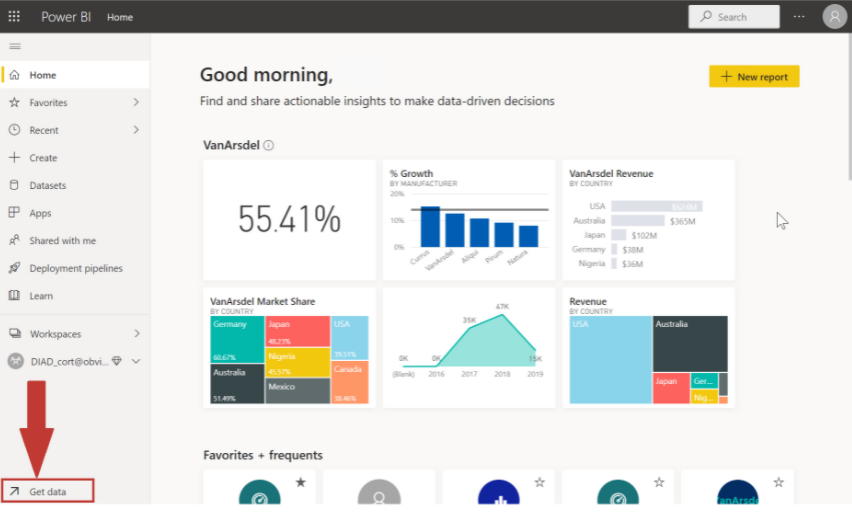 Power BI Home
Search
Home
Favorites
Recent
Create
Datasets
Apps
Shared with me
Deployment pipelines
Learn
Workspaces
DIAD_cort@obvi...
Get data
Good morning,
New report
Find and share actionable insights to make data-driven decisions
VanArsdel
55.41%
% Growth
BY MANUFACTURER
20%
10%
0%
Currus
VanArsdel
Aliqui
Pirum
Natura
VanArsdel Revenue
BY COUNTRY
USA
Australia $365M
Japan $102M
Germany $38M
Nigeria $36M
VanArsdel Market Share
BY COUNTRY
Germany
60.67%
Australia
51.49%
Japan
48.23%
Nigeria
45.57%
Mexico
USA
39.51%
Canada
38.46%
0K
0K
35K
47K
15K
(Blank) 2016 2017 2018 2019
Revenue
BY COUNTRY
USA
Australia
Japan
Ger...
Nig...
Favorites + frequents
VanArsdel